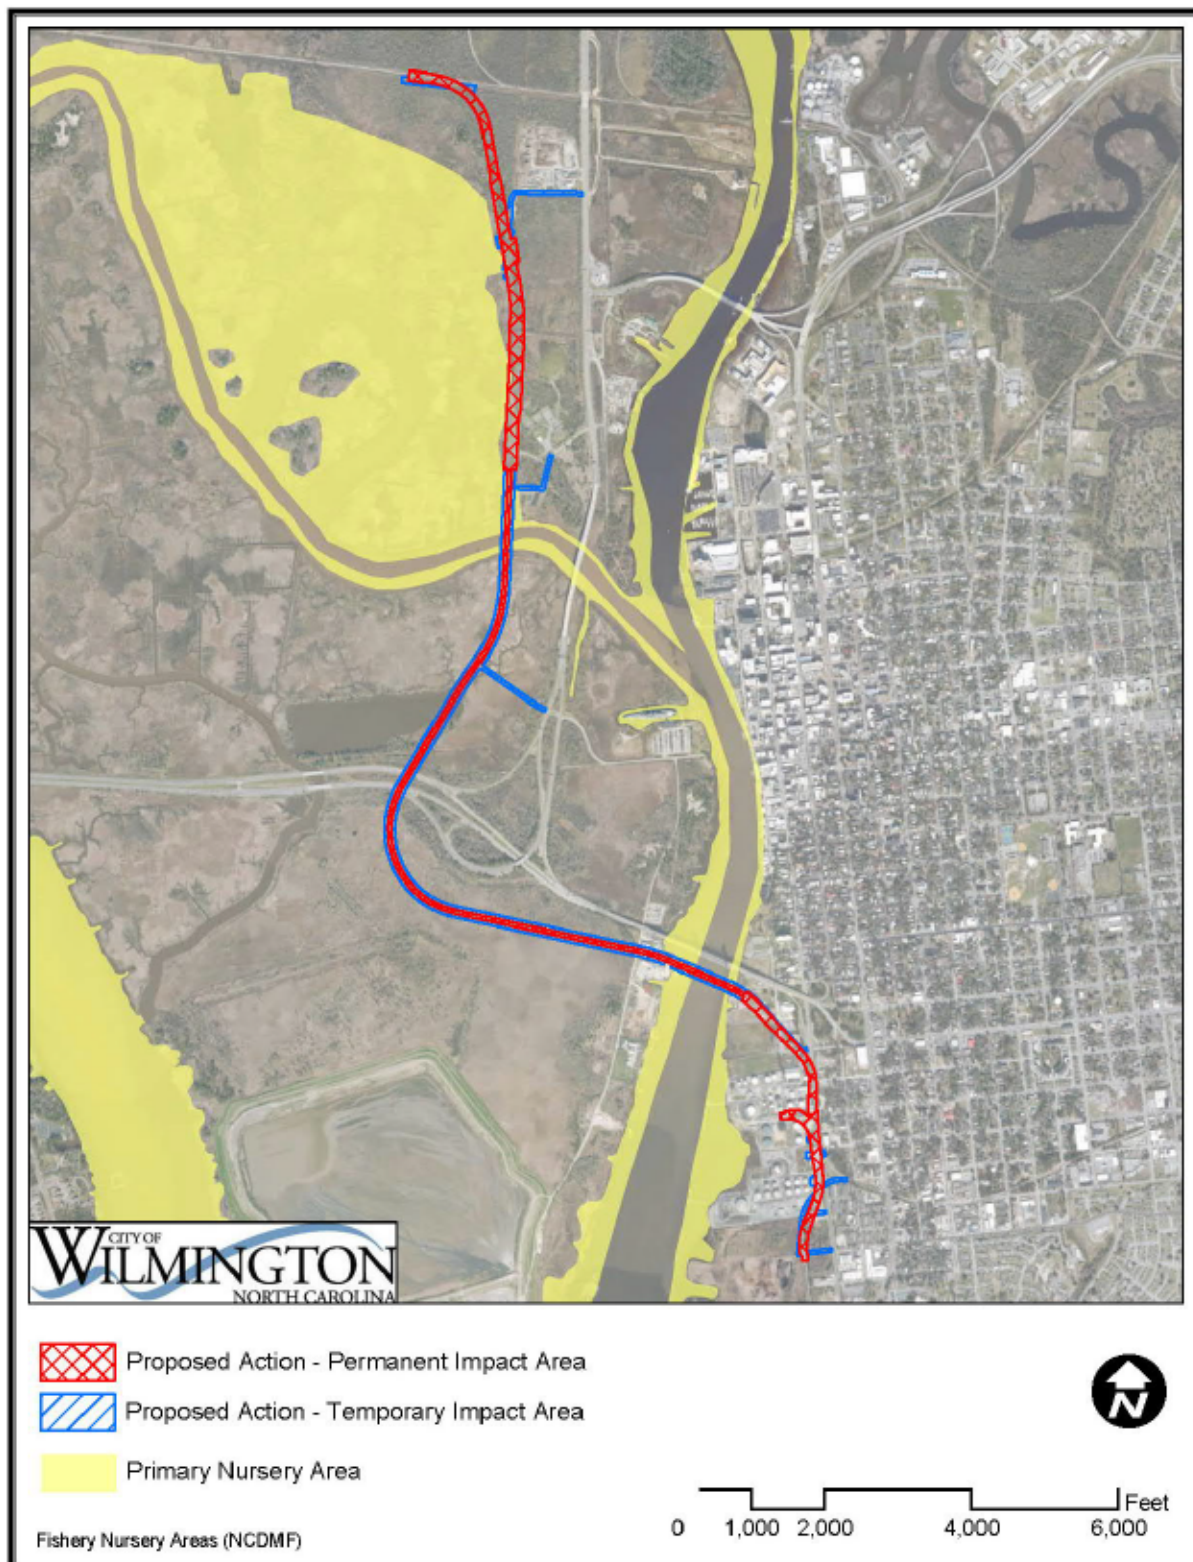 CITY OF
WILMINGTON
NORTH CAROLINA
Proposed Action - Permanent Impact Area
Proposed Action - Temporary Impact Area
Primary Nursery Area
N
Feet
0 1,000 2,000 4,000 6,000
Fishery Nursery Areas (NCDMF)